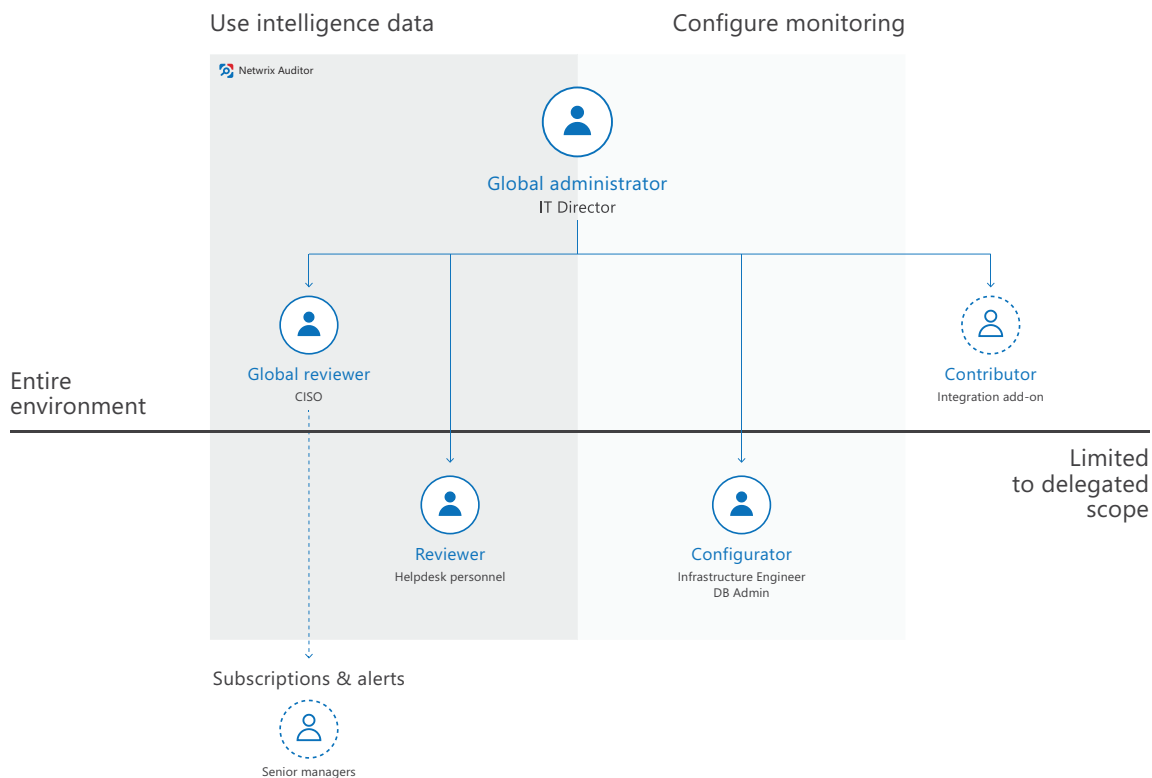 Use intelligence data
Configure monitoring
Netwrix Auditor
Global administrator
IT Director
Global reviewer
CISO
Contributor
Integration add-on
Entire
environment
Limited
to delegated
scope
Reviewer
Helpdesk personnel
Configurator
Infrastructure Engineer
DB Admin
Subscriptions & alerts
Senior managers